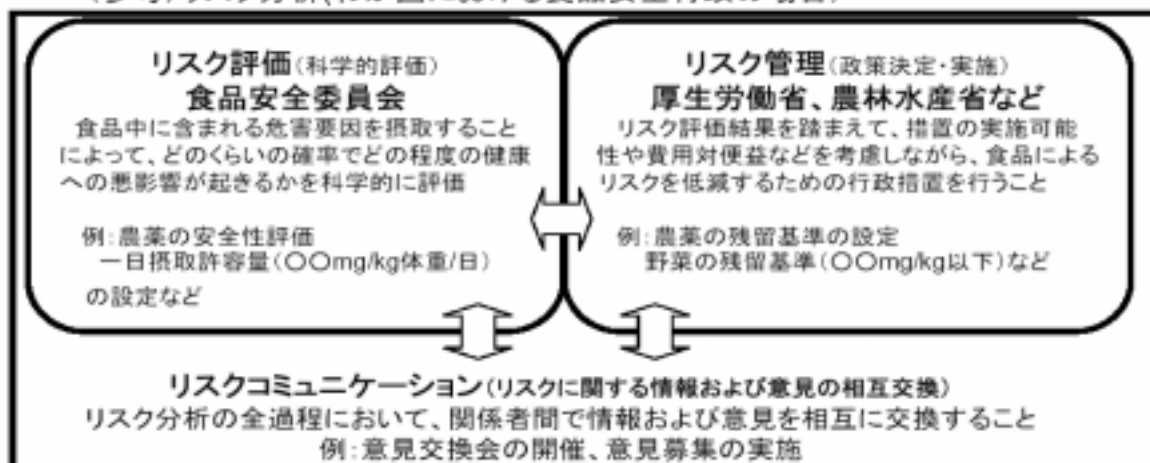 リスク評価(科学的評価)
食品安全委員会
食品中に含まれる危害要因を摂取すること
によって、どのくらいの確率でどの程度の健康
への悪影響が起きるかを科学的に評価
例:農薬の安全性評価
一日摂取許容量(〇〇mg/kg体重/日)
の設定など
リスク管理(政策決定・実施)
厚生労働省、農林水産省など
リスク評価結果を踏まえて、措置の実施可能
性や費用対便益などを考慮しながら、食品による
リスクを低減するための行政措置を行うこと
例:農薬の残留基準の設定
野菜の残留基準(〇〇mg/kg以下)など
リスクコミュニケーション(リスクに関する情報および意見の相互交換)
リスク分析の全過程において、関係者間で情報および意見を相互に交換すること
例:意見交換会の開催、意見募集の実施